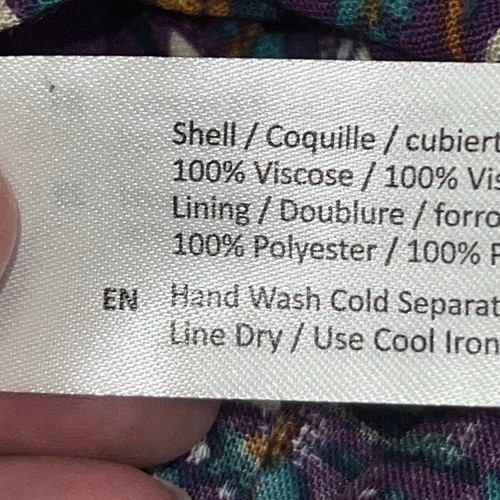 Shell / Coquille / cubiert
100% Viscose / 100% Vis
Lining / Doublure / forro
100% Polyester / 100% P
EN Hand Wash Cold Separat
Line Dry / Use Cool Iron